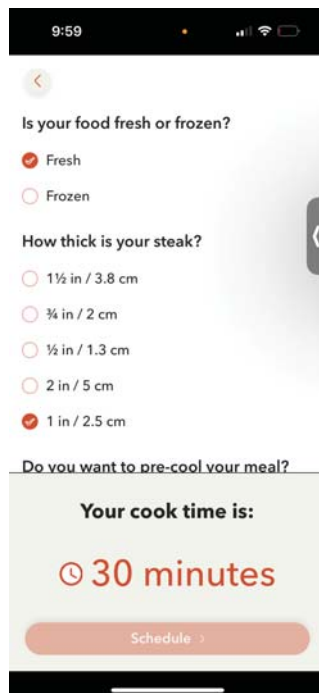 9:59
Is your food fresh or frozen?
Fresh
Frozen
How thick is your steak?
1½ in / 3.8 cm
¾ in / 2 cm
½ in / 1.3 cm
2 in / 5 cm
1 in / 2.5 cm
Do you want to pre-cool your meal?
Your cook time is:
30 minutes
Schedule